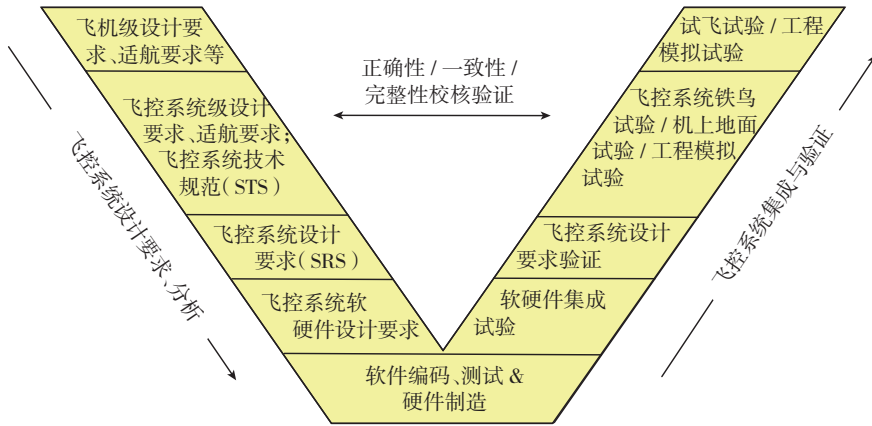 飞机级设计要
求、适航要求等
飞控系统级设计
要求、适航要求；
飞控系统技术
规范（STS）
飞控系统设计
要求（SRS）
飞控系统软
硬件设计要求
软件编码、测试 &
硬件制造
软硬件集成
试验
飞控系统设计
要求验证
飞控系统铁鸟
试验 / 机上地面
试验 / 工程模拟
试验
试飞试验 / 工程
模拟试验
正确性 / 一致性 /
完整性校核验证
飞控系统设计要求、分析
飞控系统集成与验证